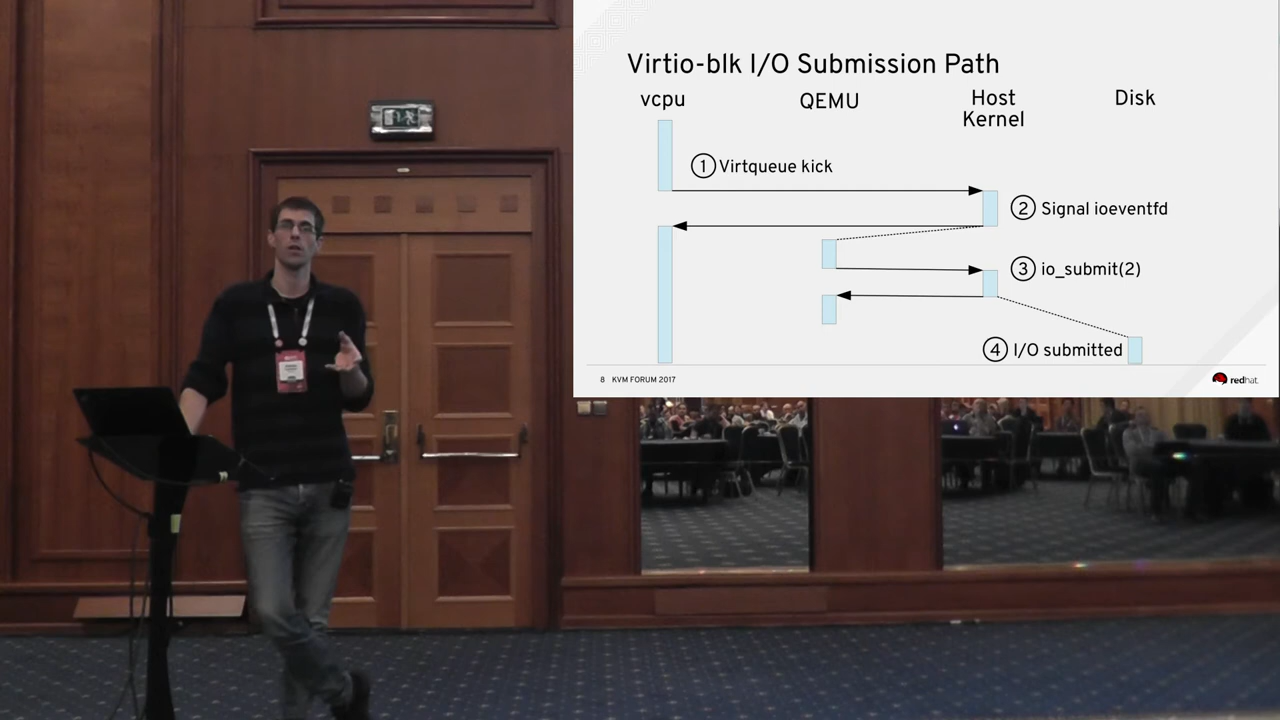 Virtio-blk I/O Submission Path
vcpu
QEMU
Host
Kernel
Disk
1 Virtqueue kick
2 Signal ioeventfd
3 io_submit(2)
4 I/O submitted
8 KVM FORUM 2017
redhat.